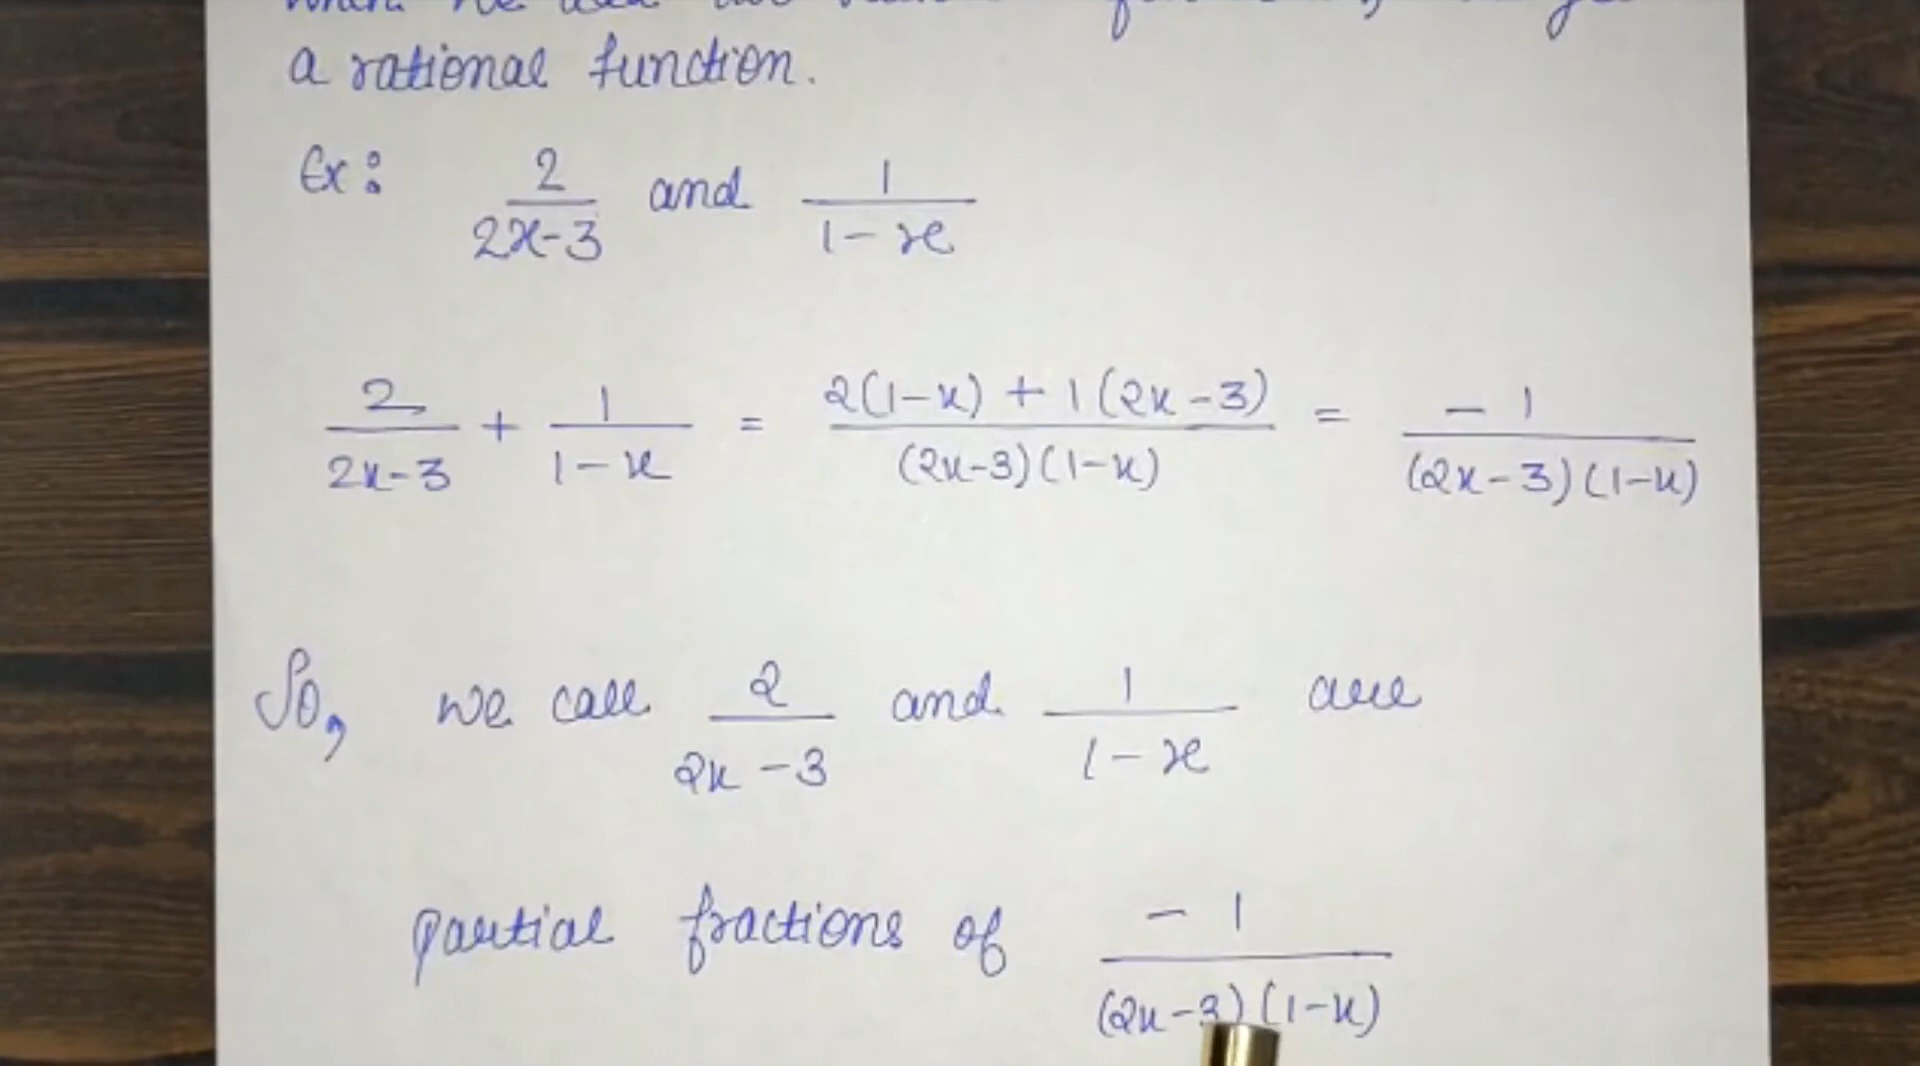 a rational function.
Ex: 2/(2x-3) and 1/(1-x)
2/(2x-3) + 1/(1-x) = (2(1-x) + 1(2x-3))/((2x-3)(1-x)) = -1/((2x-3)(1-x))
So, we call 2/(2x-3) and 1/(1-x) are
partial fractions of -1/((2x-3)(1-x))